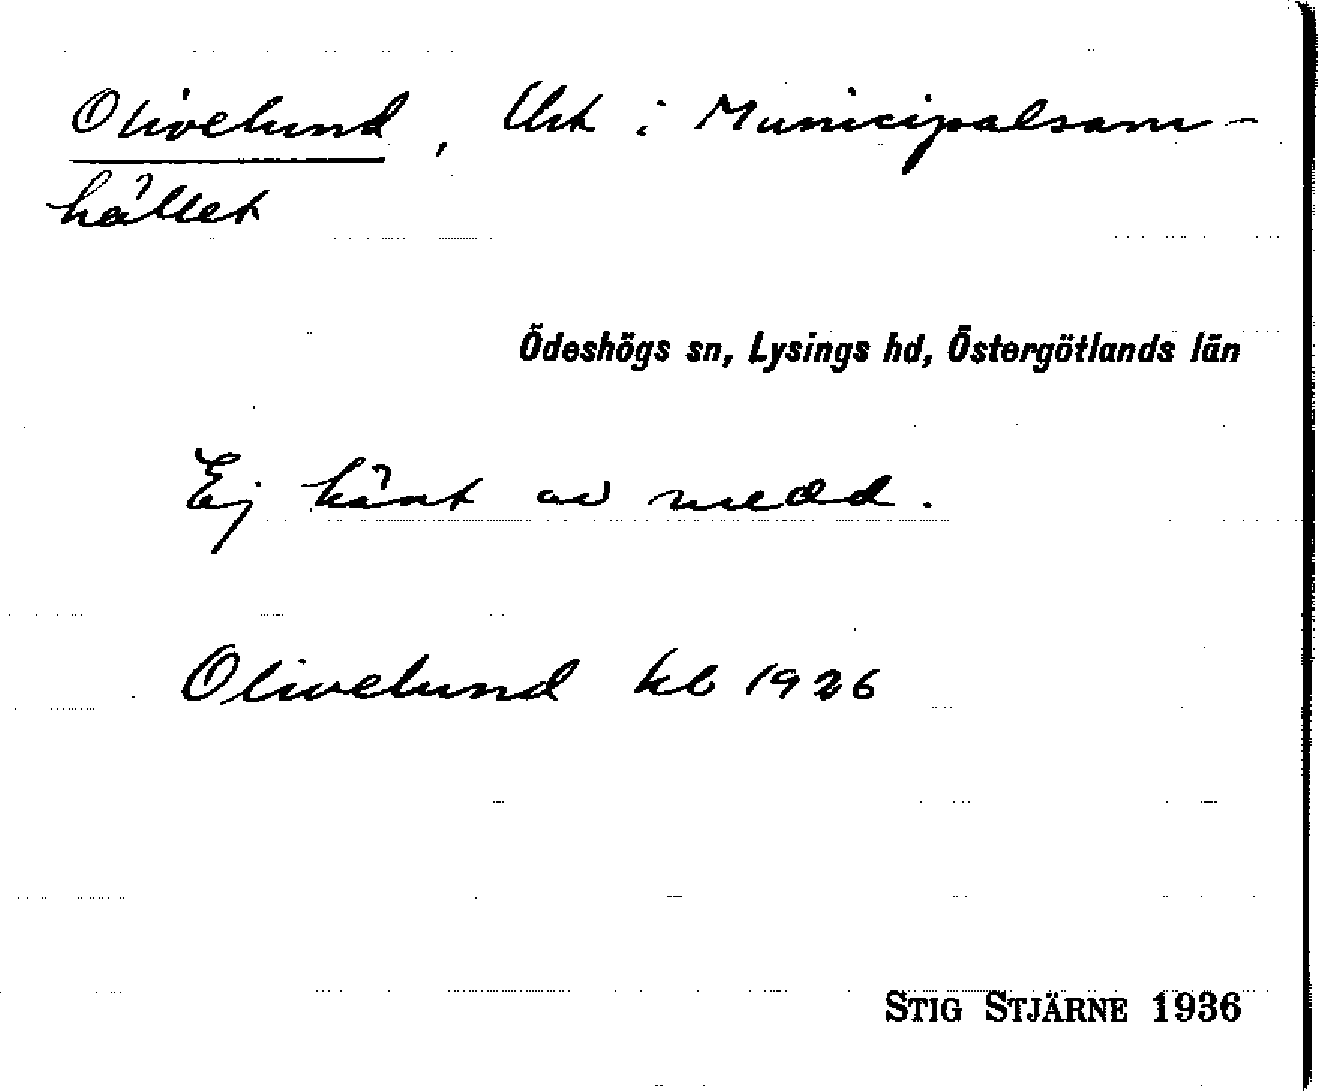 Olivelund, Urk i Municipalsam-
hället
Ödeshögs sn, Lysings hd, Östergötlands län
Ej känt av medd.
Olivelund kb 1926
STIG STJÄRNE 1936